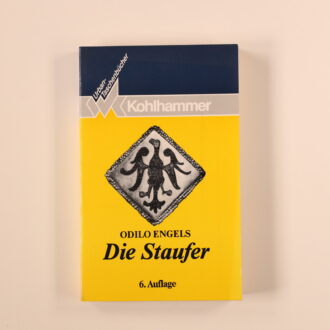 Urban-
Taschenbücher
Kohlhammer
ODILO ENGELS
Die Staufer
6. Auflage